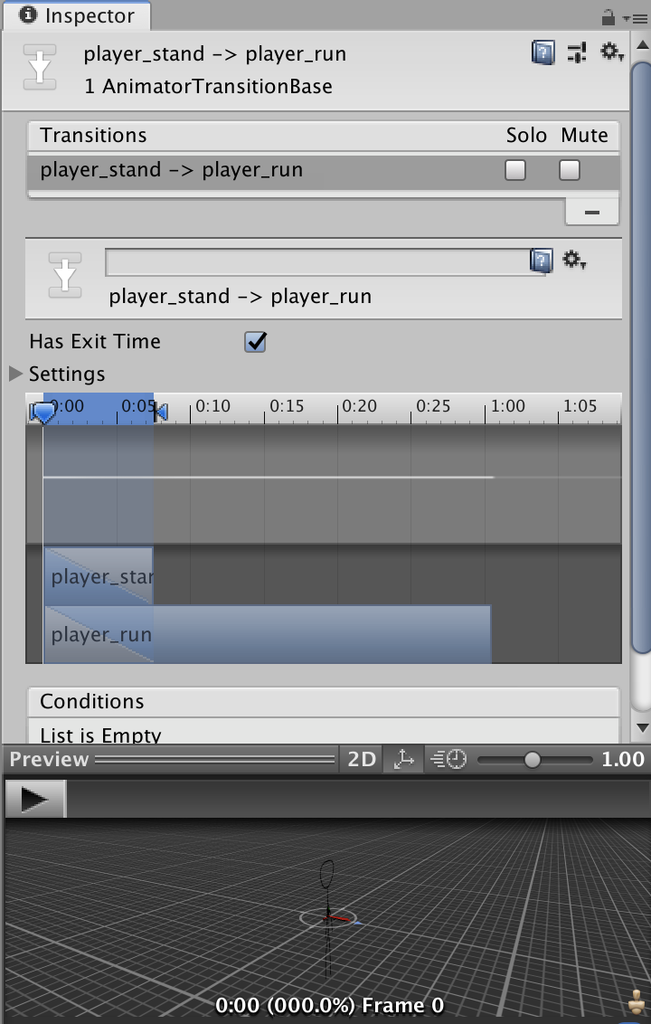 Inspector
player_stand -> player_run
1 AnimatorTransitionBase
Transitions Solo Mute
player_stand -> player_run
player_stand -> player_run
Has Exit Time
Settings
0:00 0:05 0:10 0:15 0:20 0:25 1:00 1:05
player_star
player_run
Conditions
List is Empty
Preview 2D 1.00
0:00 (000.0%) Frame 0